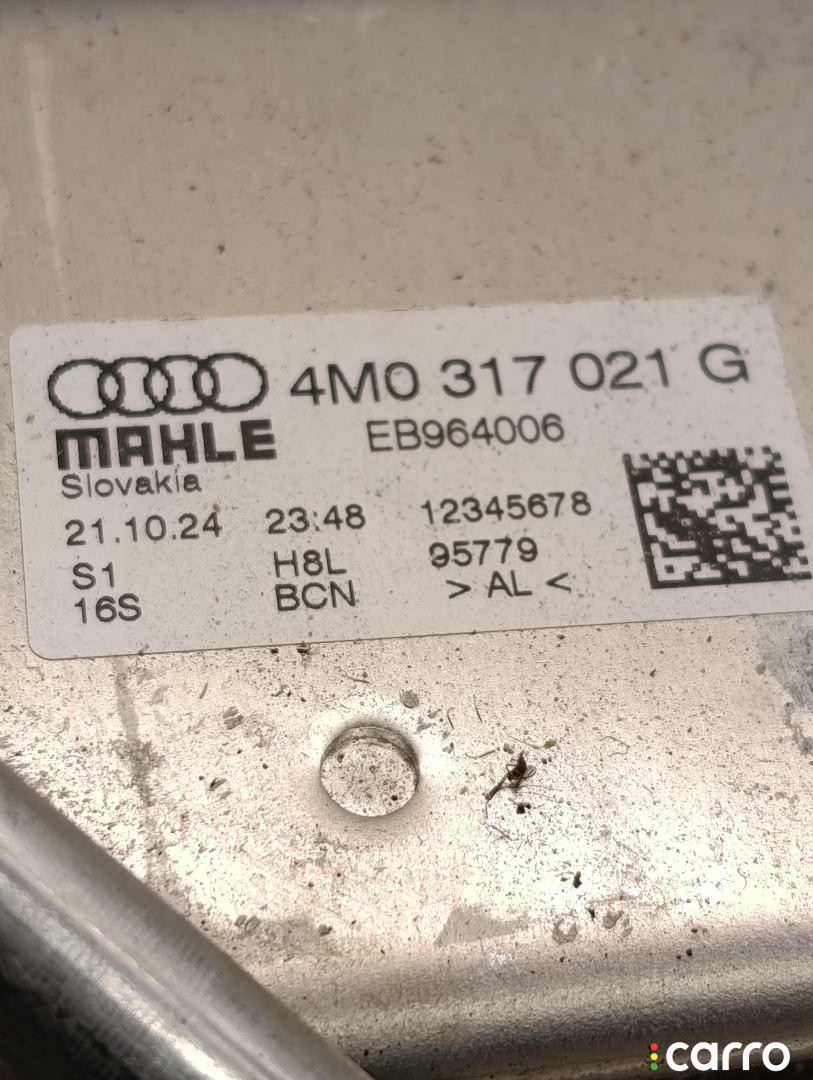 4M0 317 021 G
MAHLE EB964006
Slovakia
21.10.24 23:48 12345678
S1 H8L 95779
16S BCN > AL <
carro